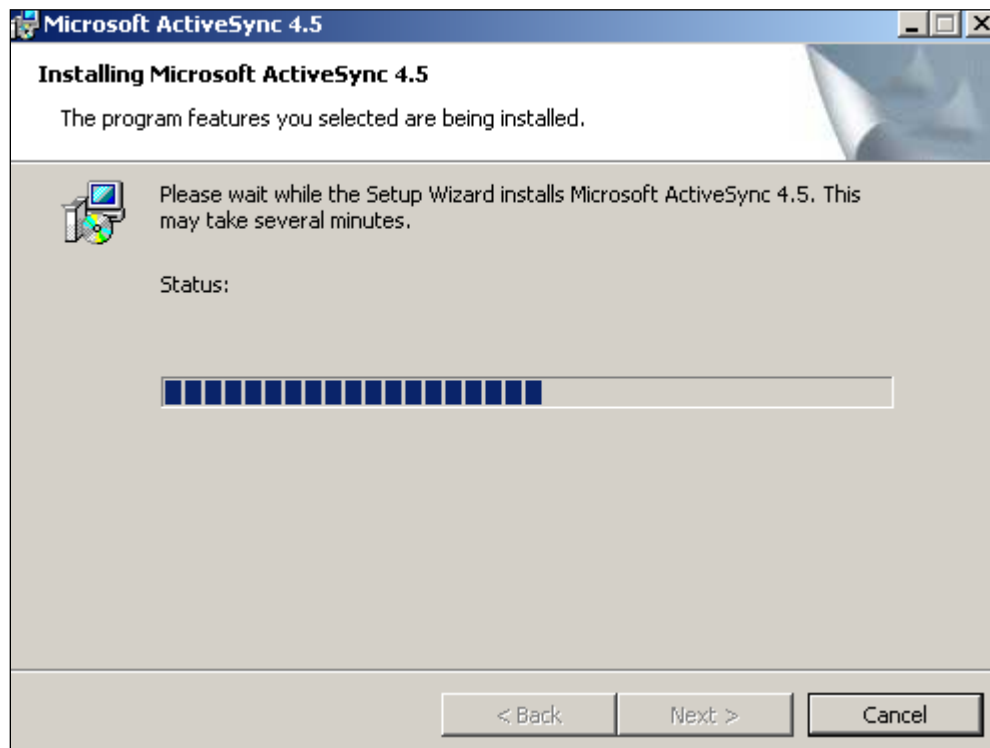 Microsoft ActiveSync 4.5
Installing Microsoft ActiveSync 4.5
The program features you selected are being installed.
Please wait while the Setup Wizard installs Microsoft ActiveSync 4.5. This
may take several minutes.
Status:
< Back
Next >
Cancel